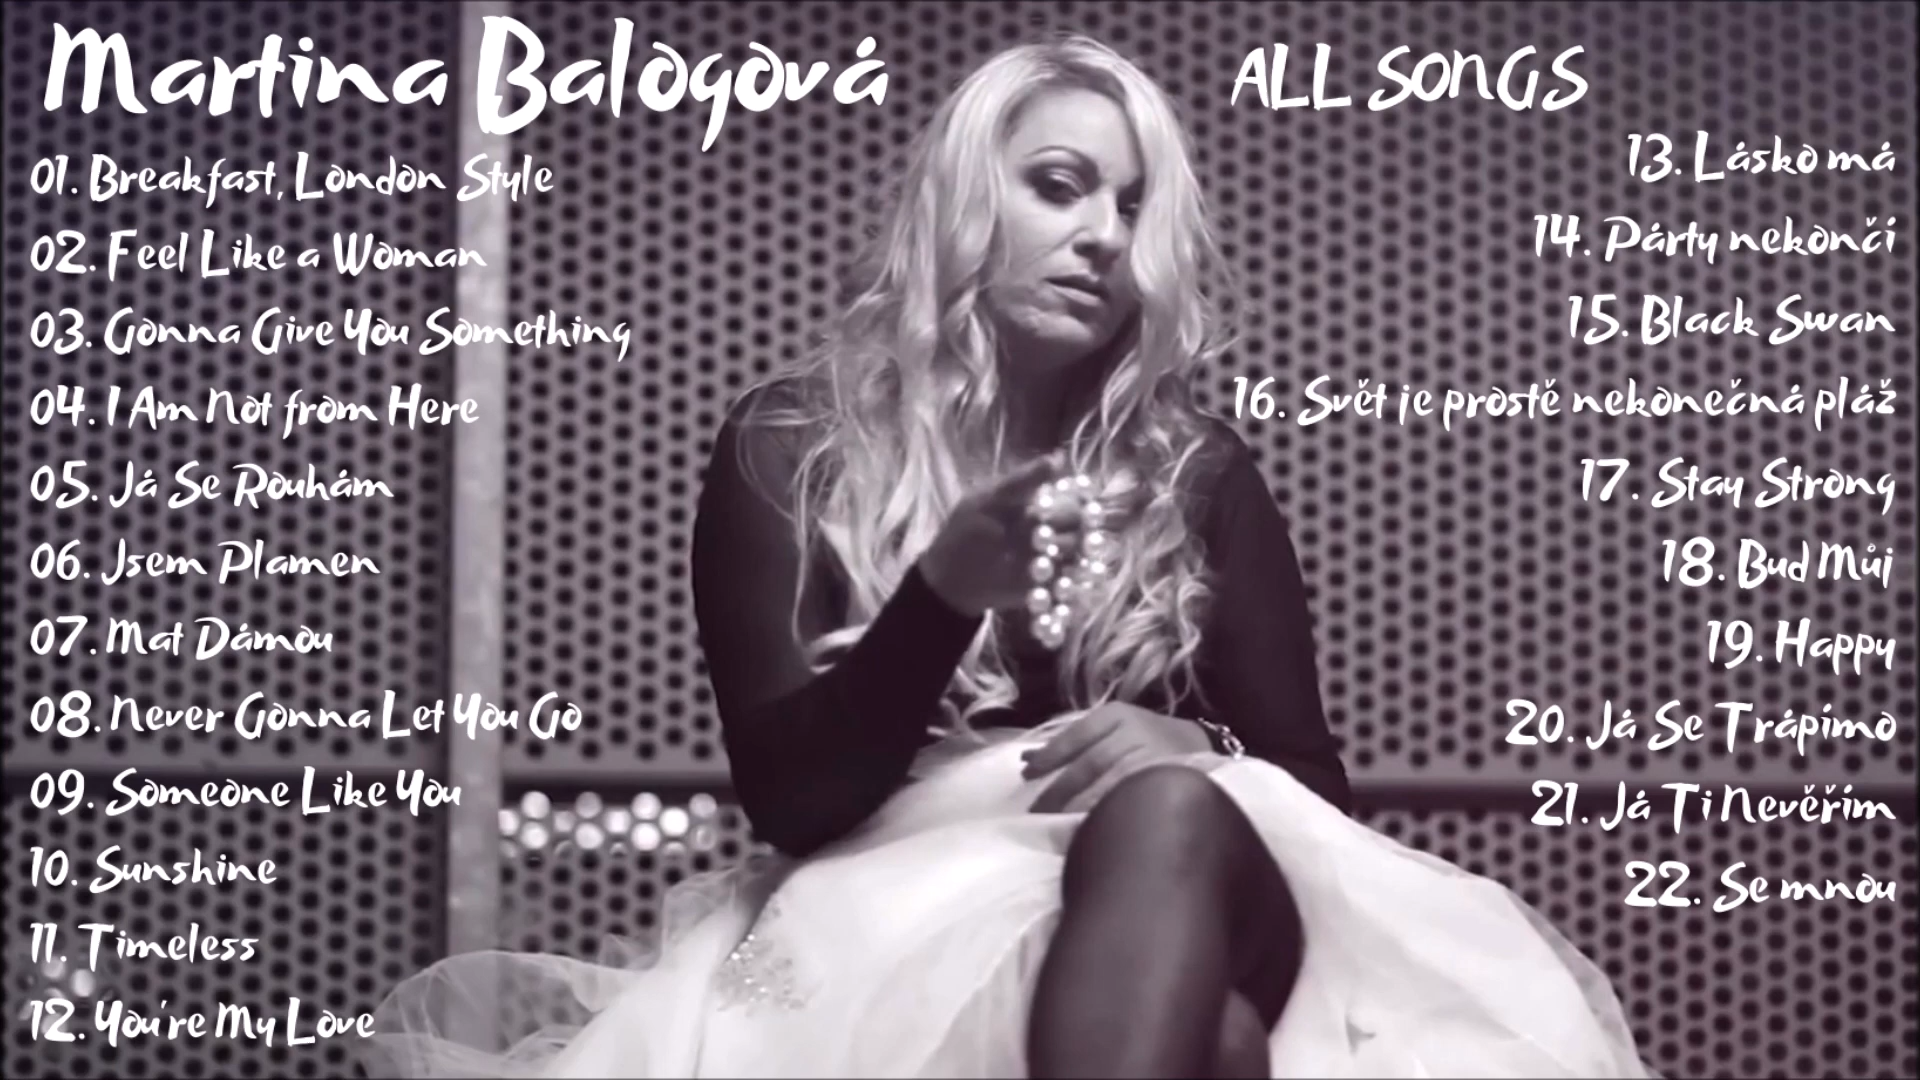 Martina Balogová
ALL SONGS
01. Breakfast, London Style
02. Feel Like a Woman
03. Gonna Give You Something
04. I Am Not from Here
05. Já Se Rouhám
06. Jsem Plamen
07. Mat Dámou
08. Never Gonna Let You Go
09. Someone Like You
10. Sunshine
11. Timeless
12. You're My Love
13. Lásko má
14. Párty nekončí
15. Black Swan
16. Svět je prostě nekonečná pláž
17. Stay Strong
18. Bud Můj
19. Happy
20. Já Se Trápímo
21. Já Ti Nevěřím
22. Se mnou